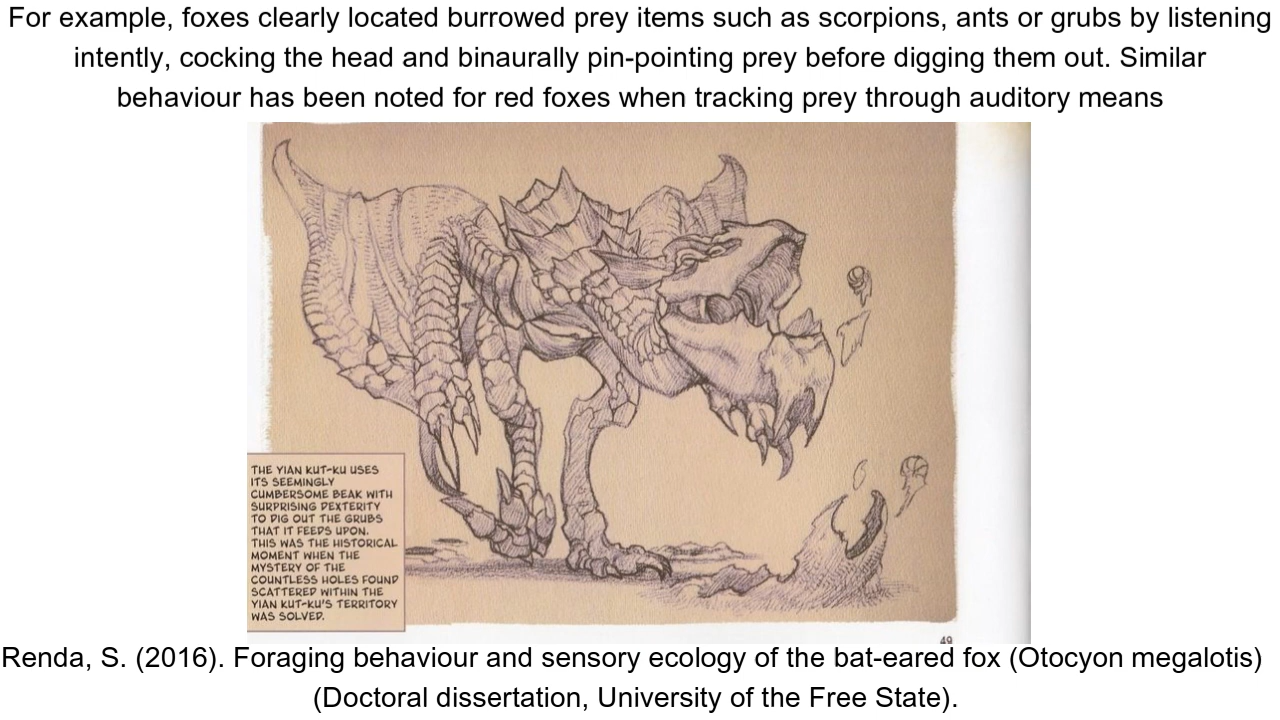 For example, foxes clearly located burrowed prey items such as scorpions, ants or grubs by listening
intently, cocking the head and binaurally pin-pointing prey before digging them out. Similar
behaviour has been noted for red foxes when tracking prey through auditory means
THE YIAN KUT-KU USES
ITS SEEMINGLY
CUMBERSOME BEAK WITH
SURPRISING DEXTERITY
TO DIG OUT THE GRUBS
THAT IT FEEDS UPON.
THIS WAS THE HISTORICAL
MOMENT WHEN THE
MYSTERY OF THE
COUNTLESS HOLES FOUND
SCATTERED WITHIN THE
YIAN KUT-KU'S TERRITORY
WAS SOLVED.
49
Renda, S. (2016). Foraging behaviour and sensory ecology of the bat-eared fox (Otocyon megalotis)
(Doctoral dissertation, University of the Free State).